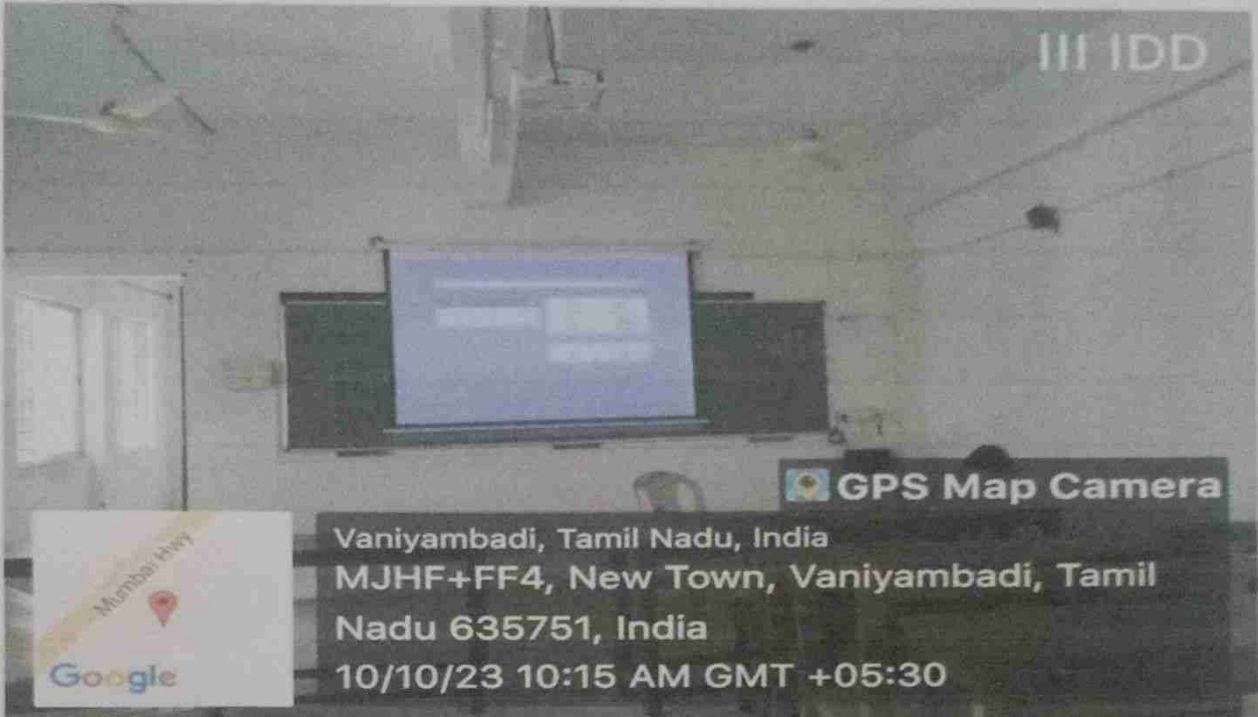 III IDD
GPS Map Camera
Vaniyambadi, Tamil Nadu, India
MJHF+FF4, New Town, Vaniyambadi, Tamil
Nadu 635751, India
10/10/23 10:15 AM GMT +05:30
Mumbai Hwy
Google